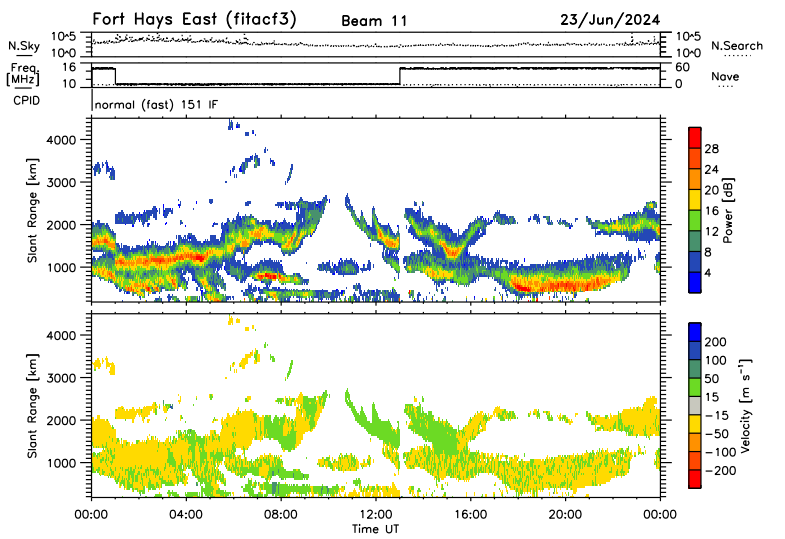 Fort Hays East (fitacf3) Beam 11 23/Jun/2024
N.Sky 10^5 10^0 10^5 10^0 N.Search
Freq. [MHz] 16 10 60 0 Nave
CPID normal (fast) 151 IF
Slant Range [km]
4000
3000
2000
1000
Power [dB]
28
24
20
16
12
8
4
Slant Range [km]
4000
3000
2000
1000
Velocity [m s⁻¹]
200
100
50
15
−15
−50
−100
−200
00:00 04:00 08:00 12:00 16:00 20:00 00:00
Time UT